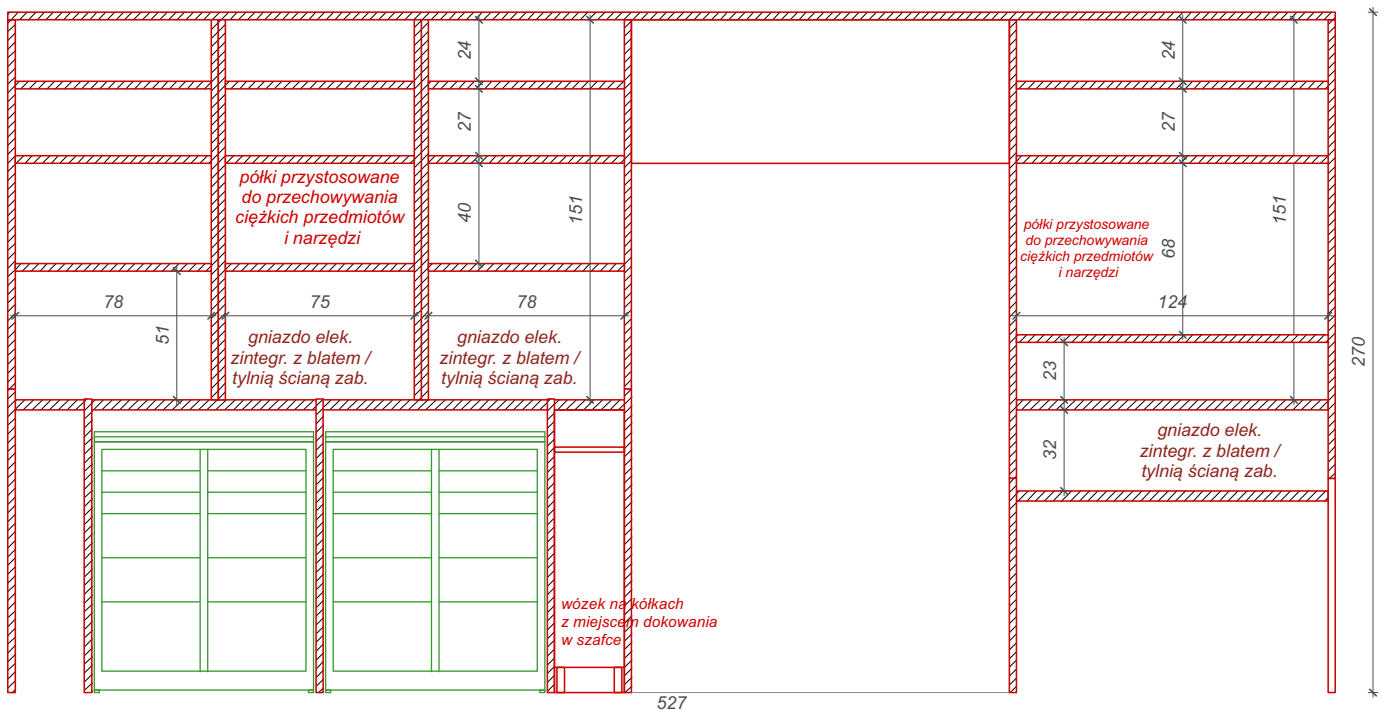 24
27
40
151
półki przystosowane
do przechowywania
ciężkich przedmiotów
i narzędzi
78
75
78
51
gniazdo elek.
zintegr. z blatem /
tylnią ścianą zab.
gniazdo elek.
zintegr. z blatem /
tylnią ścianą zab.
wózek na kółkach
z miejscem dokowania
w szafce
24
27
151
półki przystosowane
do przechowywania
ciężkich przedmiotów
i narzędzi
68
124
23
32
gniazdo elek.
zintegr. z blatem /
tylnią ścianą zab.
270
527